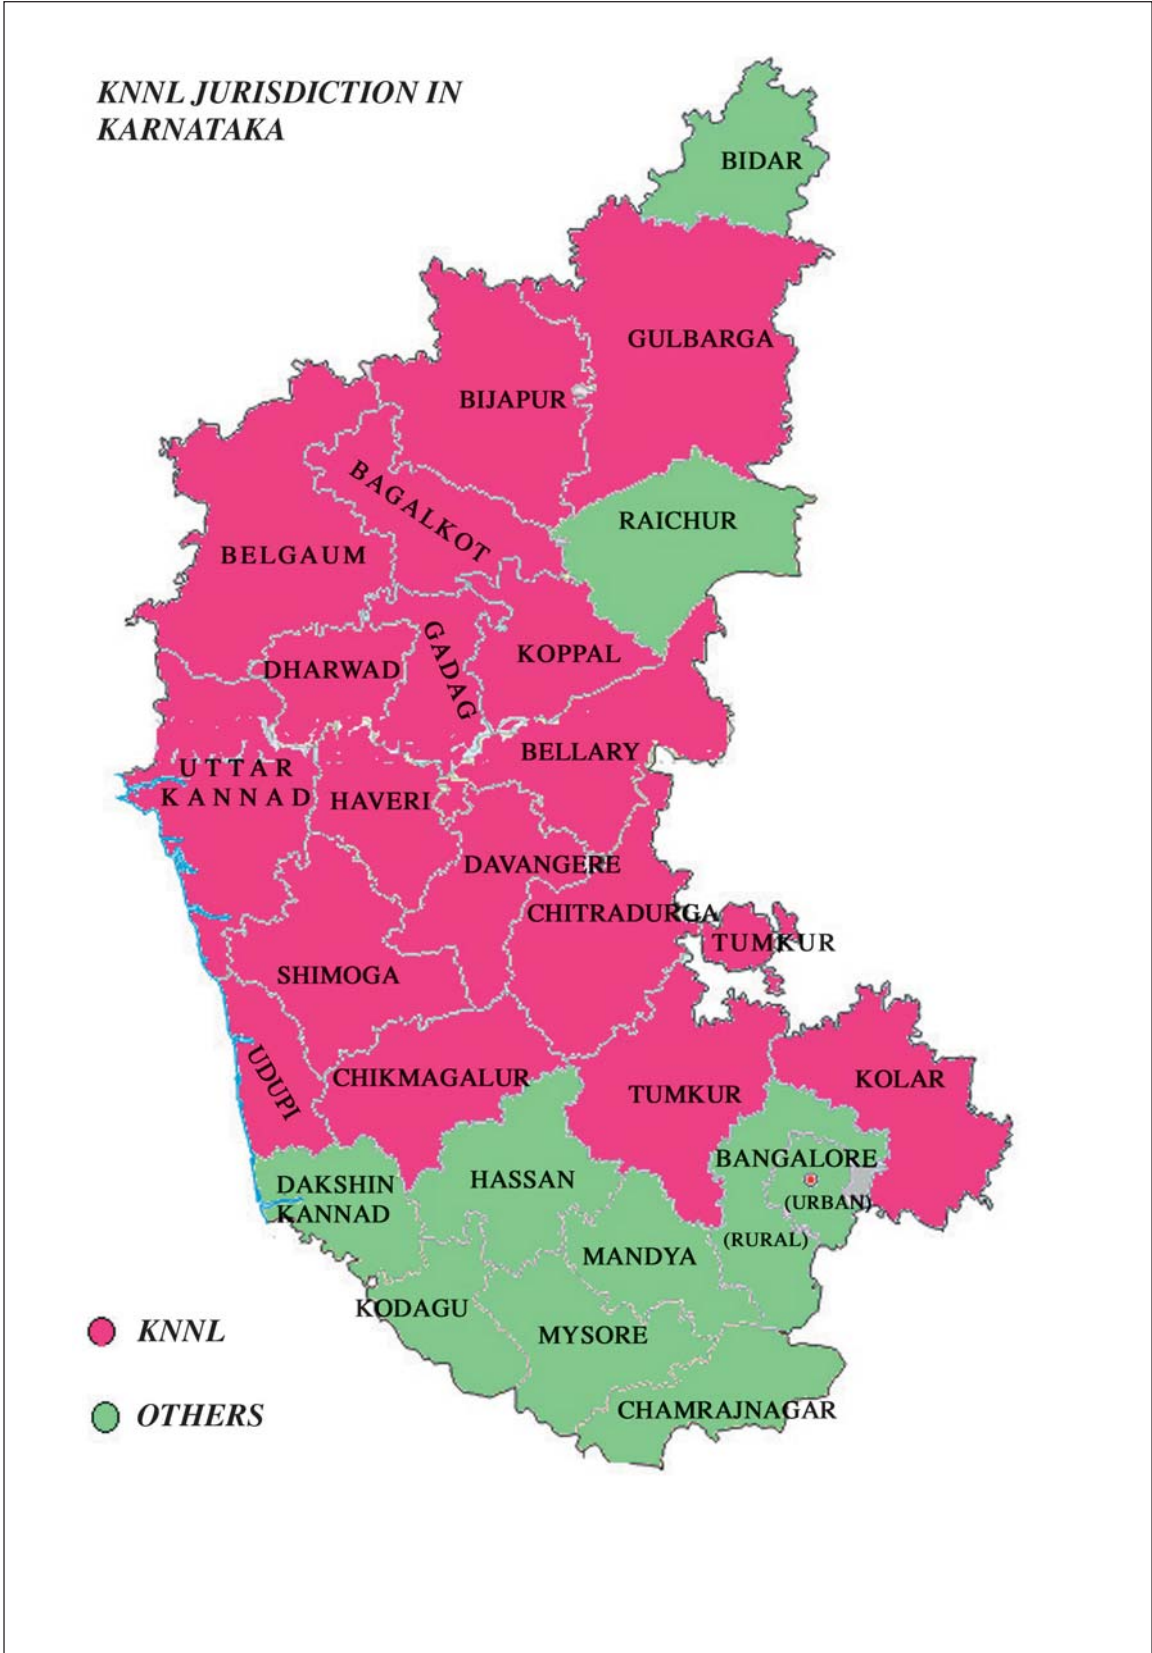 KNNL JURISDICTION IN
KARNATAKA
BIDAR
GULBARGA
BIJAPUR
BAGALKOT
RAICHUR
BELGAUM
GADAG
KOPPAL
DHARWAD
BELLARY
UTTAR
KANNAD
HAVERI
DAVANGERE
CHITRADURGA
TUMKUR
SHIMOGA
UDUPI
CHIKMAGALUR
TUMKUR
KOLAR
BANGALORE
HASSAN
DAKSHIN
KANNAD
(URBAN)
(RURAL)
MANDYA
KODAGU
MYSORE
CHAMRAJNAGAR
KNNL
OTHERS